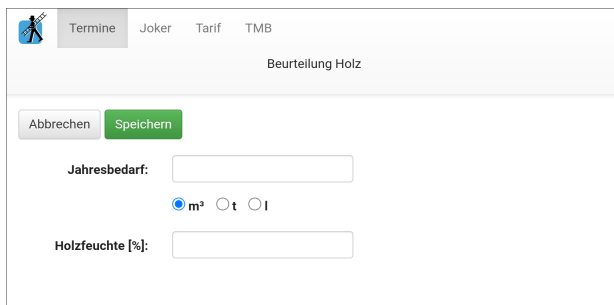 Termine Joker Tarif TMB
Beurteilung Holz
Abbrechen Speichern
Jahresbedarf:
m³ t l
Holzfeuchte [%]: